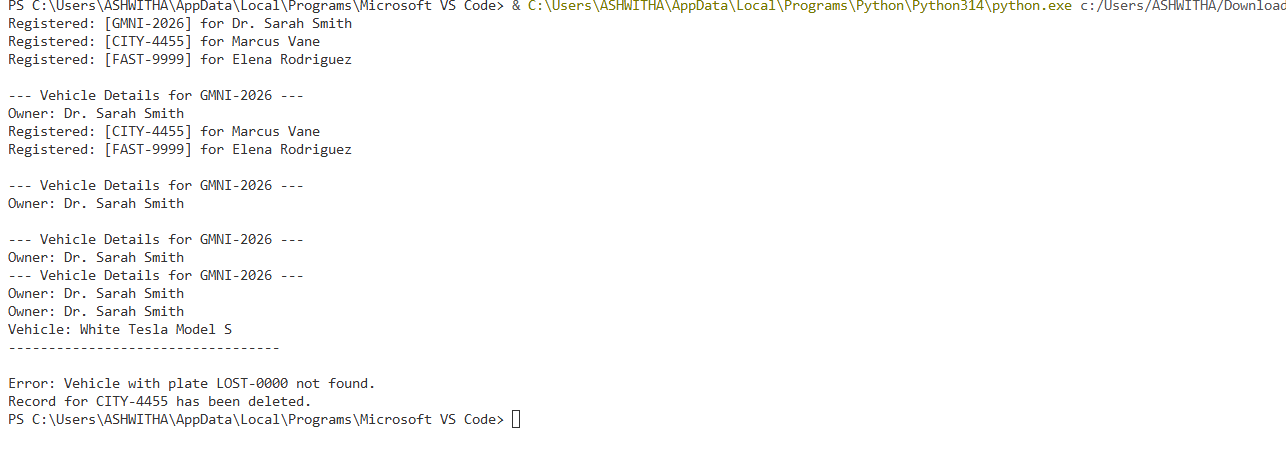 PS C:\Users\ASHWITHA\AppData\Local\Programs\Microsoft VS Code> & C:\Users\ASHWITHA\AppData\Local\Programs\Python\Python314\python.exe c:/Users/ASHWITHA/Download
Registered: [GMNI-2026] for Dr. Sarah Smith
Registered: [CITY-4455] for Marcus Vane
Registered: [FAST-9999] for Elena Rodriguez

--- Vehicle Details for GMNI-2026 ---
Owner: Dr. Sarah Smith
Registered: [CITY-4455] for Marcus Vane
Registered: [FAST-9999] for Elena Rodriguez

--- Vehicle Details for GMNI-2026 ---
Owner: Dr. Sarah Smith

--- Vehicle Details for GMNI-2026 ---
Owner: Dr. Sarah Smith
--- Vehicle Details for GMNI-2026 ---
Owner: Dr. Sarah Smith
Owner: Dr. Sarah Smith
Vehicle: White Tesla Model S
----------------------------------

Error: Vehicle with plate LOST-0000 not found.
Record for CITY-4455 has been deleted.
PS C:\Users\ASHWITHA\AppData\Local\Programs\Microsoft VS Code>